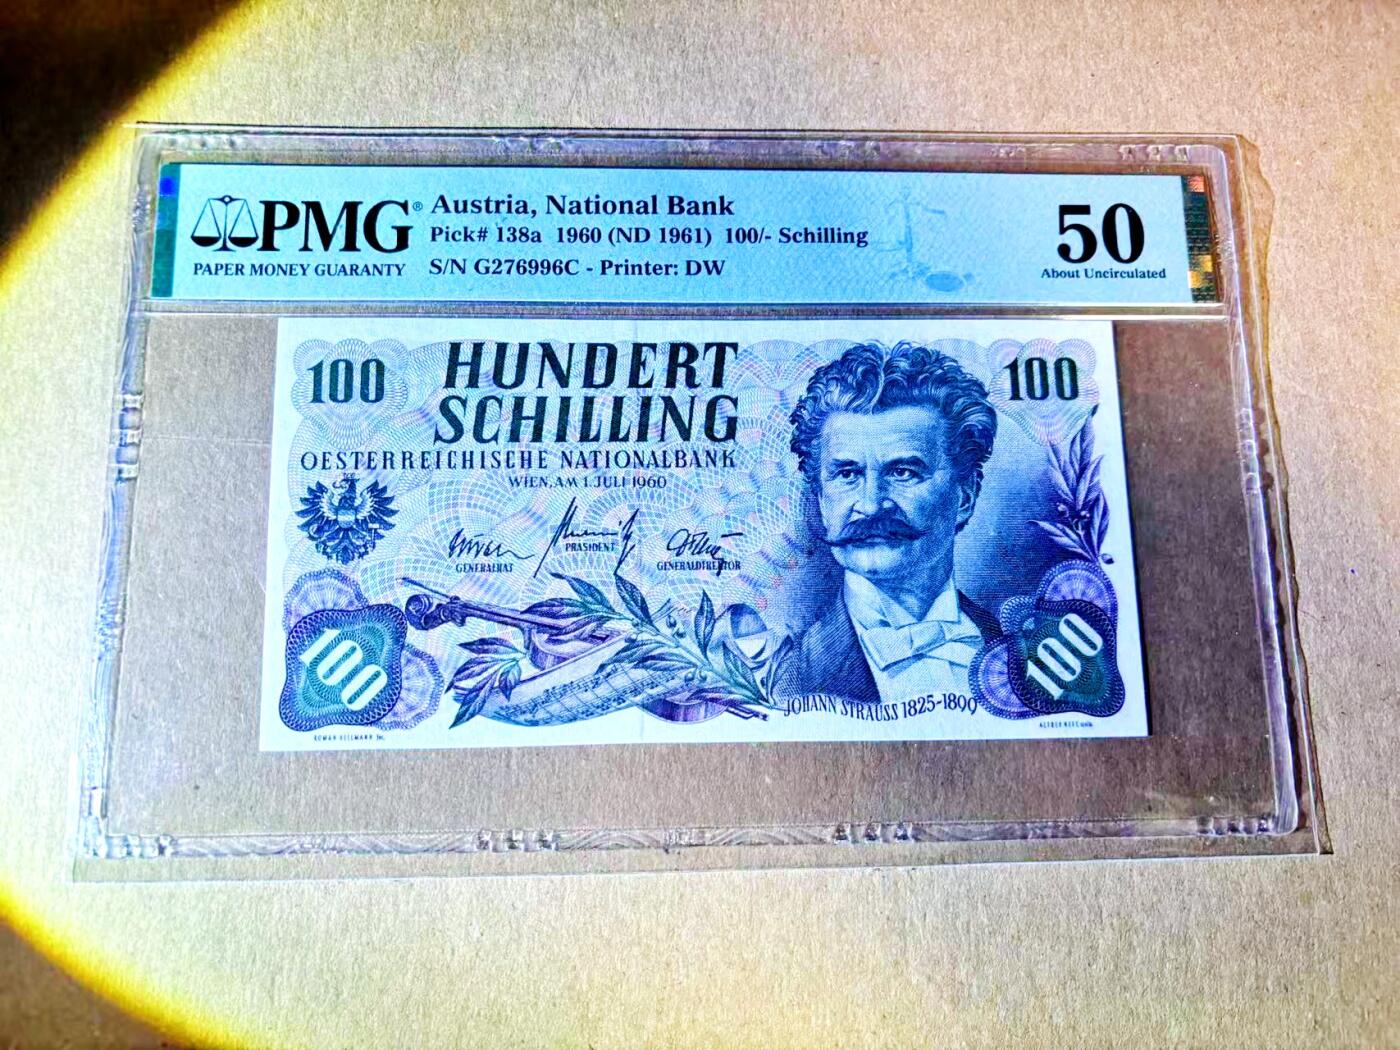 PMG®
PAPER MONEY GUARANTY
Austria, National Bank
Pick# 138a 1960 (ND 1961) 100/- Schilling
S/N G276996C - Printer: DW
50
About Uncirculated
100
HUNDERT
SCHILLING
100
OESTERREICHISCHE NATIONALBANK
WIEN, AM 1. JULI 1960
GENERALRAT
PRÄSIDENT
GENERALDIREKTOR
100
100
JOHANN STRAUSS 1825-1899